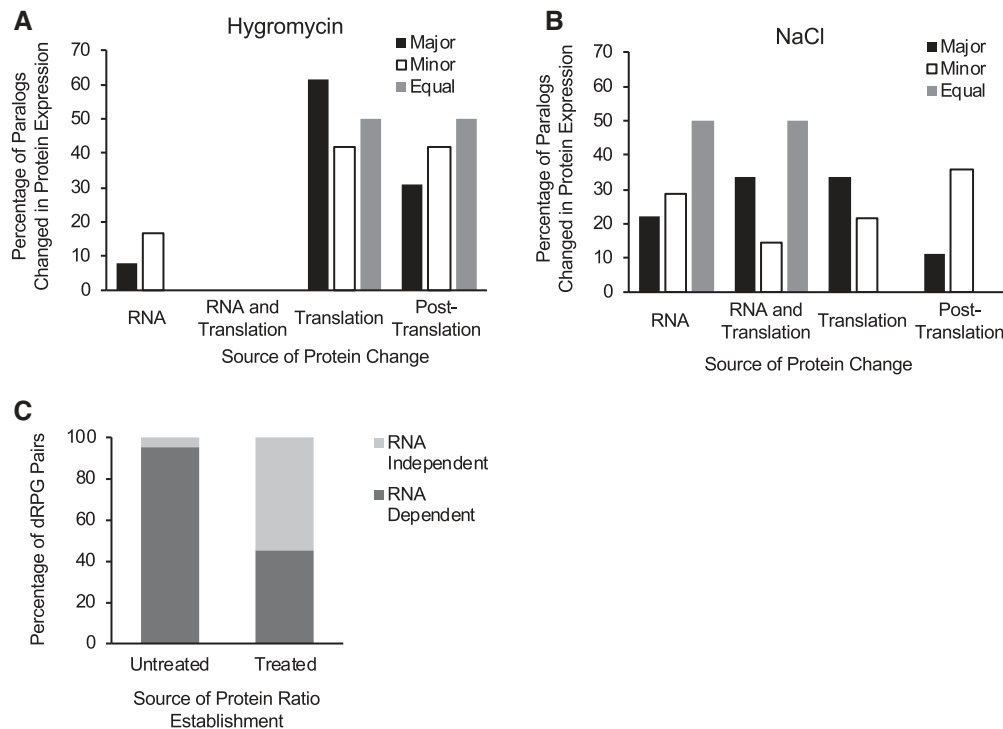 A
Hygromycin
Major
Minor
Equal
Percentage of Paralogs
Changed in Protein Expression
70
60
50
40
30
20
10
0
RNA
RNA and
Translation
Translation
Post-
Translation
Source of Protein Change
B
NaCl
Major
Minor
Equal
Percentage of Paralogs
Changed in Protein Expression
70
60
50
40
30
20
10
0
RNA
RNA and
Translation
Translation
Post-
Translation
Source of Protein Change
C
Percentage of dRPG Pairs
100
80
60
40
20
0
Untreated
Treated
Source of Protein Ratio
Establishment
RNA
Independent
RNA
Dependent